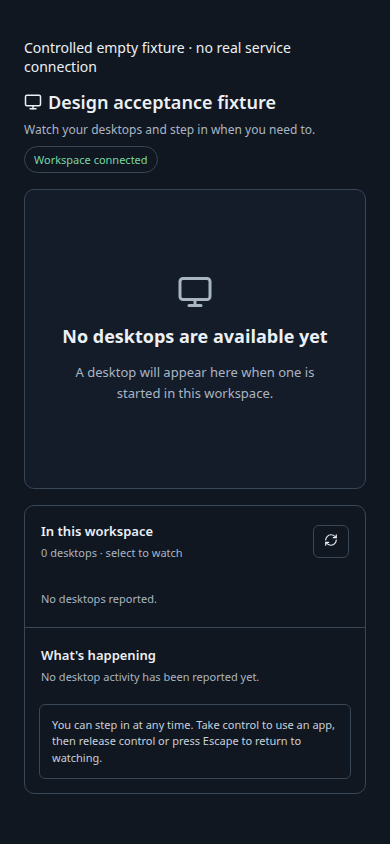 Controlled empty fixture · no real service
connection
Design acceptance fixture
Watch your desktops and step in when you need to.
Workspace connected
No desktops are available yet
A desktop will appear here when one is
started in this workspace.
In this workspace
0 desktops · select to watch
No desktops reported.
What's happening
No desktop activity has been reported yet.
You can step in at any time. Take control to use an app,
then release control or press Escape to return to
watching.